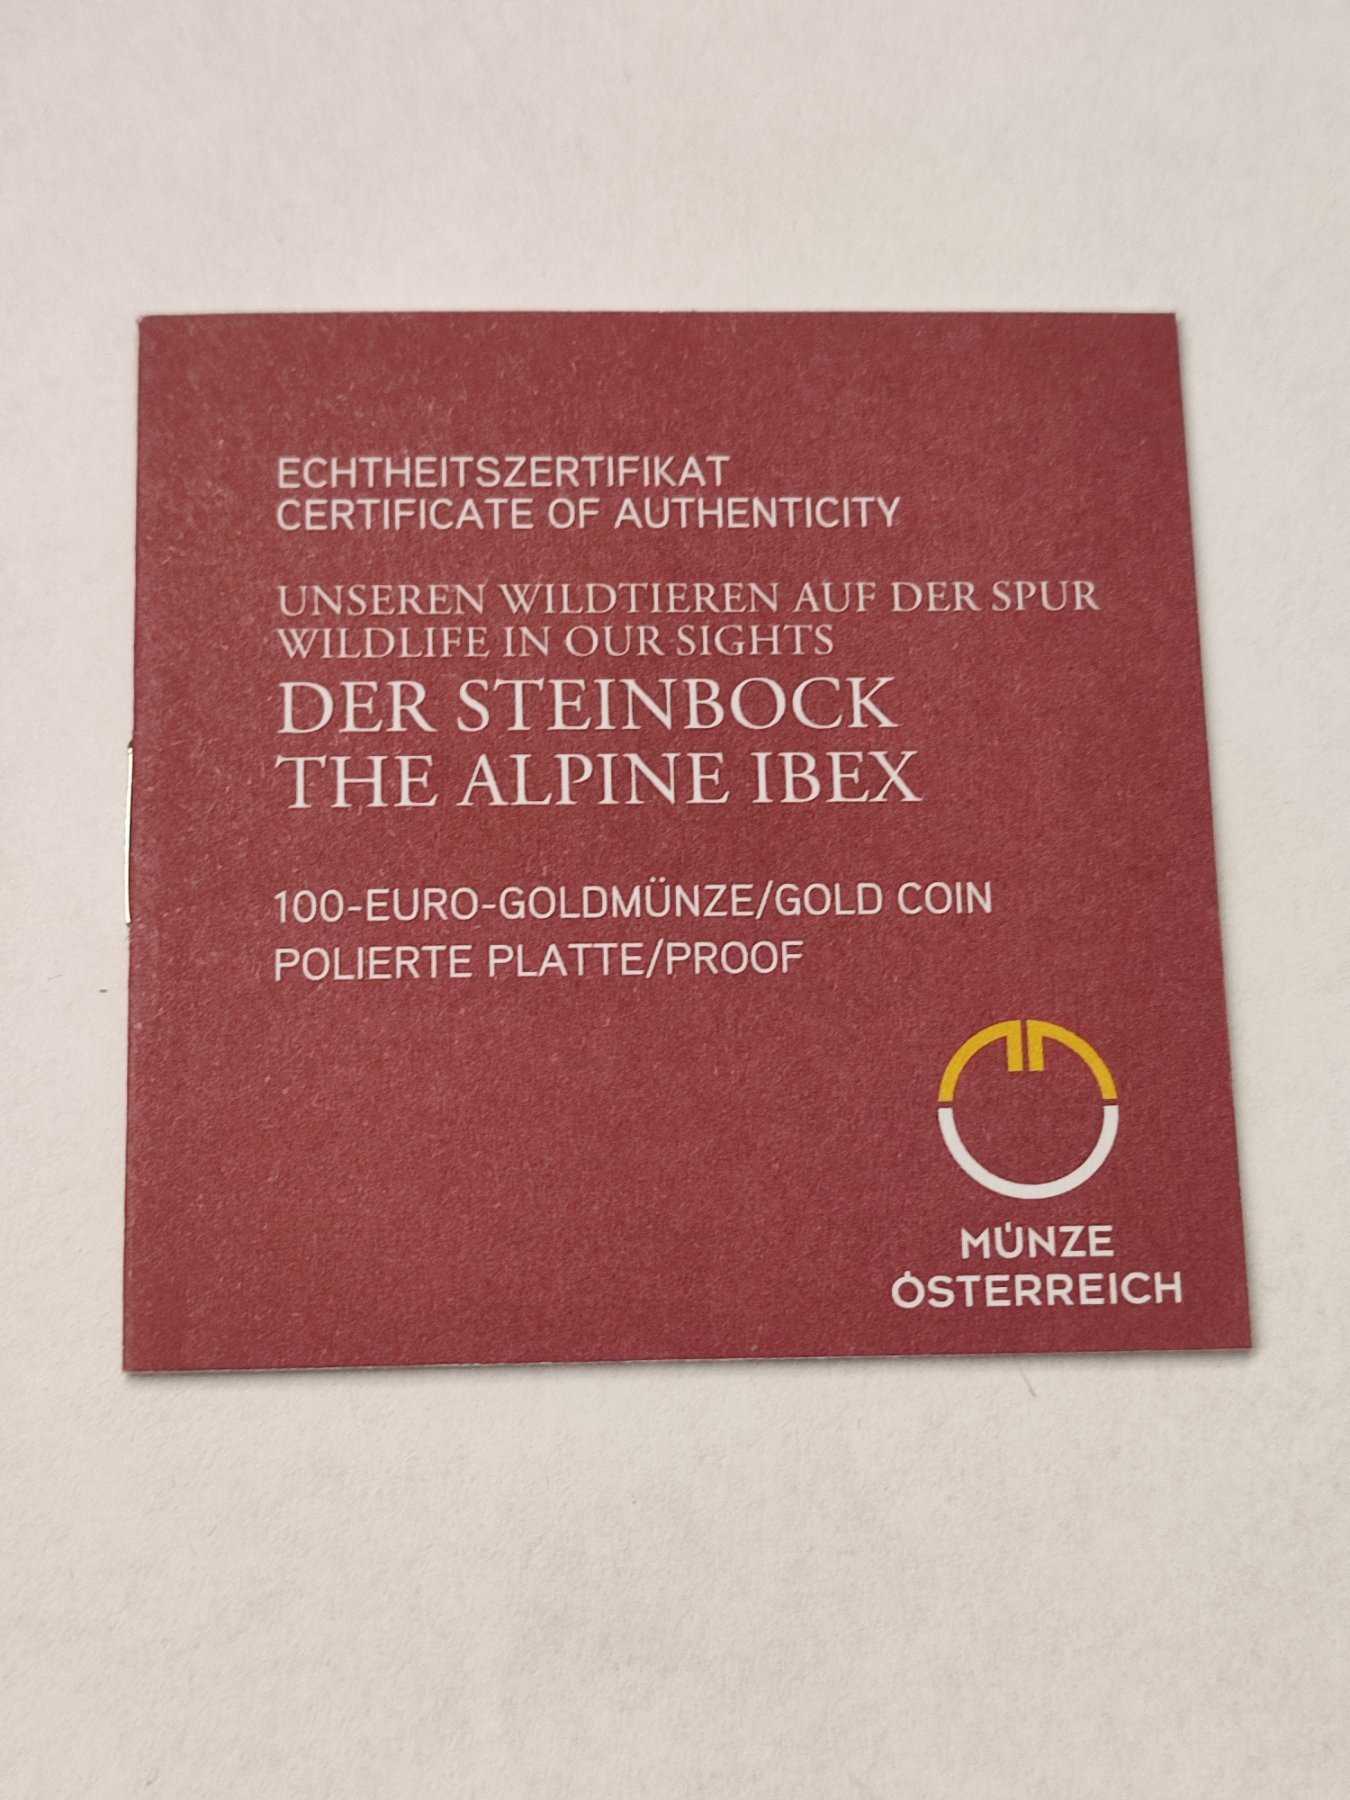 ECHTHEITSZERTIFIKAT
CERTIFICATE OF AUTHENTICITY
UNSEREN WILDTIEREN AUF DER SPUR
WILDLIFE IN OUR SIGHTS
DER STEINBOCK
THE ALPINE IBEX
100-EURO-GOLDMÜNZE/GOLD COIN
POLIERTE PLATTE/PROOF
MÜNZE
ÖSTERREICH